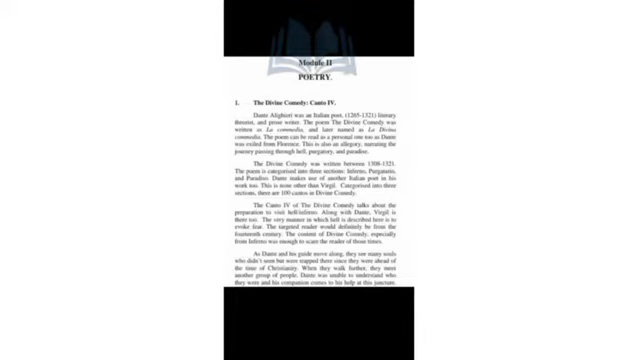 Module II
POETRY.
1. The Divine Comedy: Canto IV.
Dante Alighieri was an Italian poet, (1265-1321) literary
theorist, and prose writer. The poem The Divine Comedy was
written as La commedia, and later named as La Divina
commedia. The poem can be read as a personal one too as Dante
was exiled from Florence. This is also an allegory, narrating the
journey passing through hell, purgatory, and paradise.
The Divine Comedy was written between 1308-1321.
The poem is categorised into three sections: Inferno, Purgatario,
and Paradiso. Dante makes use of another Italian poet in his
work too. This is none other than Virgil. Categorised into three
sections, there are 100 cantos in Divine Comedy.
The Canto IV of The Divine Comedy talks about the
preparation to visit hell/inferno. Along with Dante, Virgil is
there too. The very manner in which hell is described here is to
evoke fear. The targeted reader would definitely be from the
fourteenth century. The content of Divine Comedy, especially
from Inferno was enough to scare the reader of those times.
As Dante and his guide move along, they see many souls
who didn't seen but were trapped there since they were ahead of
the time of Christianity. When they walk further, they meet
another group of people. Dante was unable to understand who
they were and his companion comes to his help at this juncture.